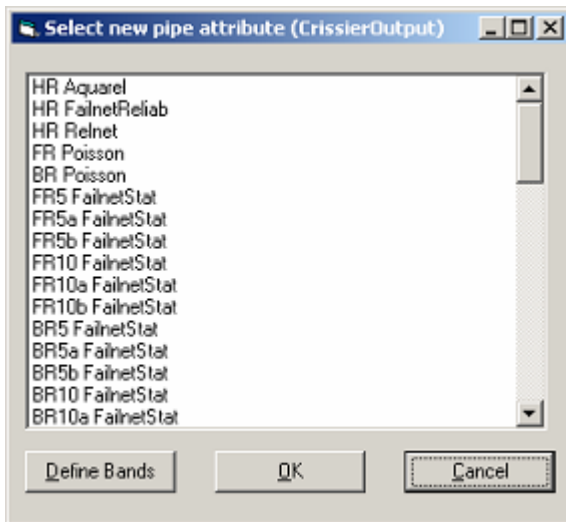 Select new pipe attribute (CrissierOutput)
HR Aquarel
HR FailnetReliab
HR Relnet
FR Poisson
BR Poisson
FR5 FailnetStat
FR5a FailnetStat
FR5b FailnetStat
FR10 FailnetStat
FR10a FailnetStat
FR10b FailnetStat
BR5 FailnetStat
BR5a FailnetStat
BR5b FailnetStat
BR10 FailnetStat
BR10a FailnetStat
Define Bands OK Cancel